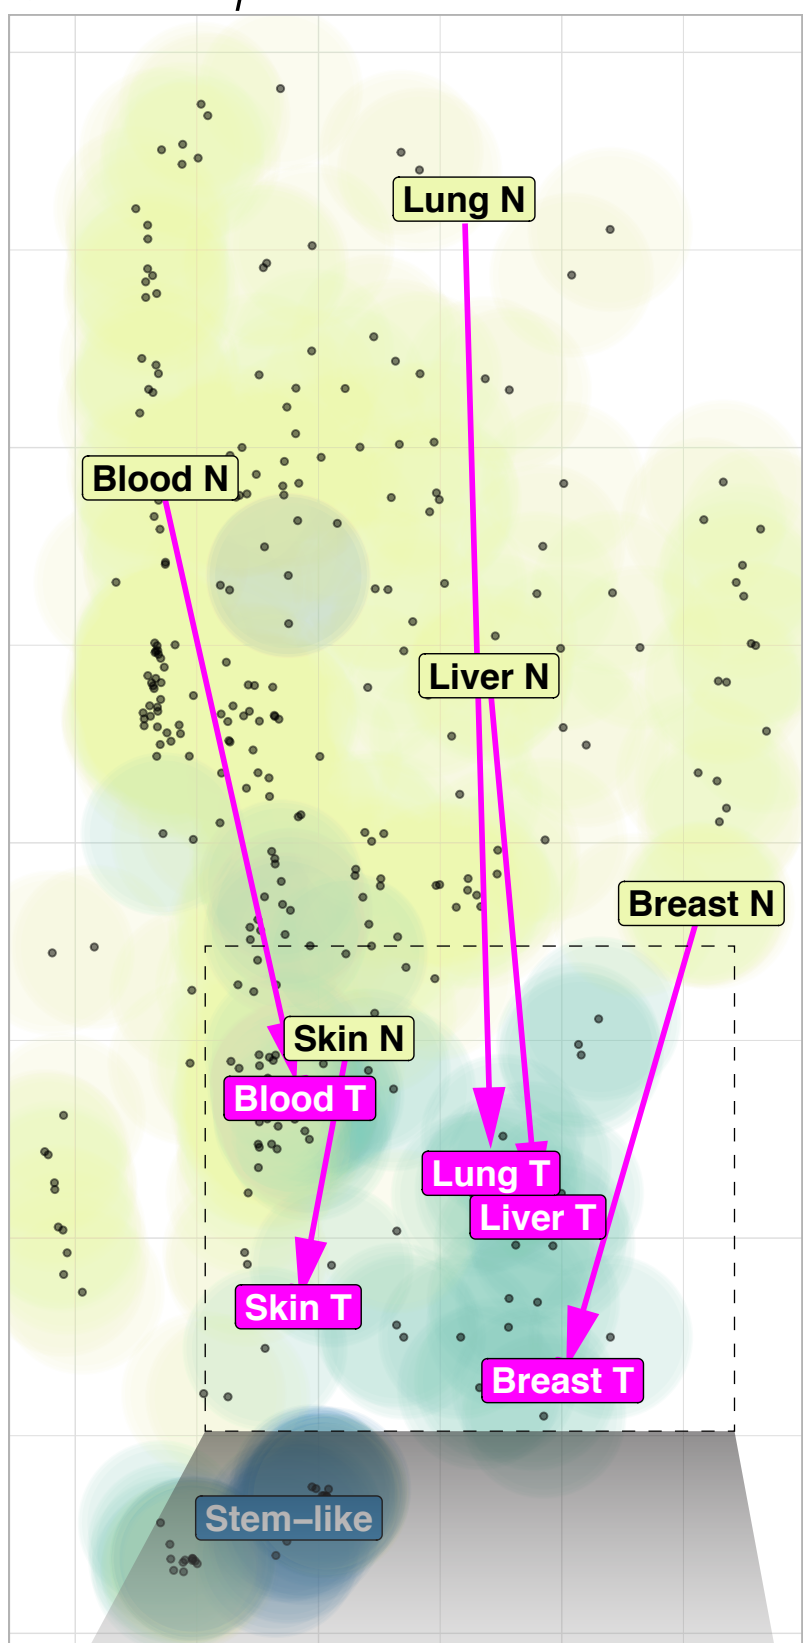 Lung N
Blood N
Liver N
Breast N
Skin N
Blood T
Lung T
Liver T
Skin T
Breast T
Stem–like